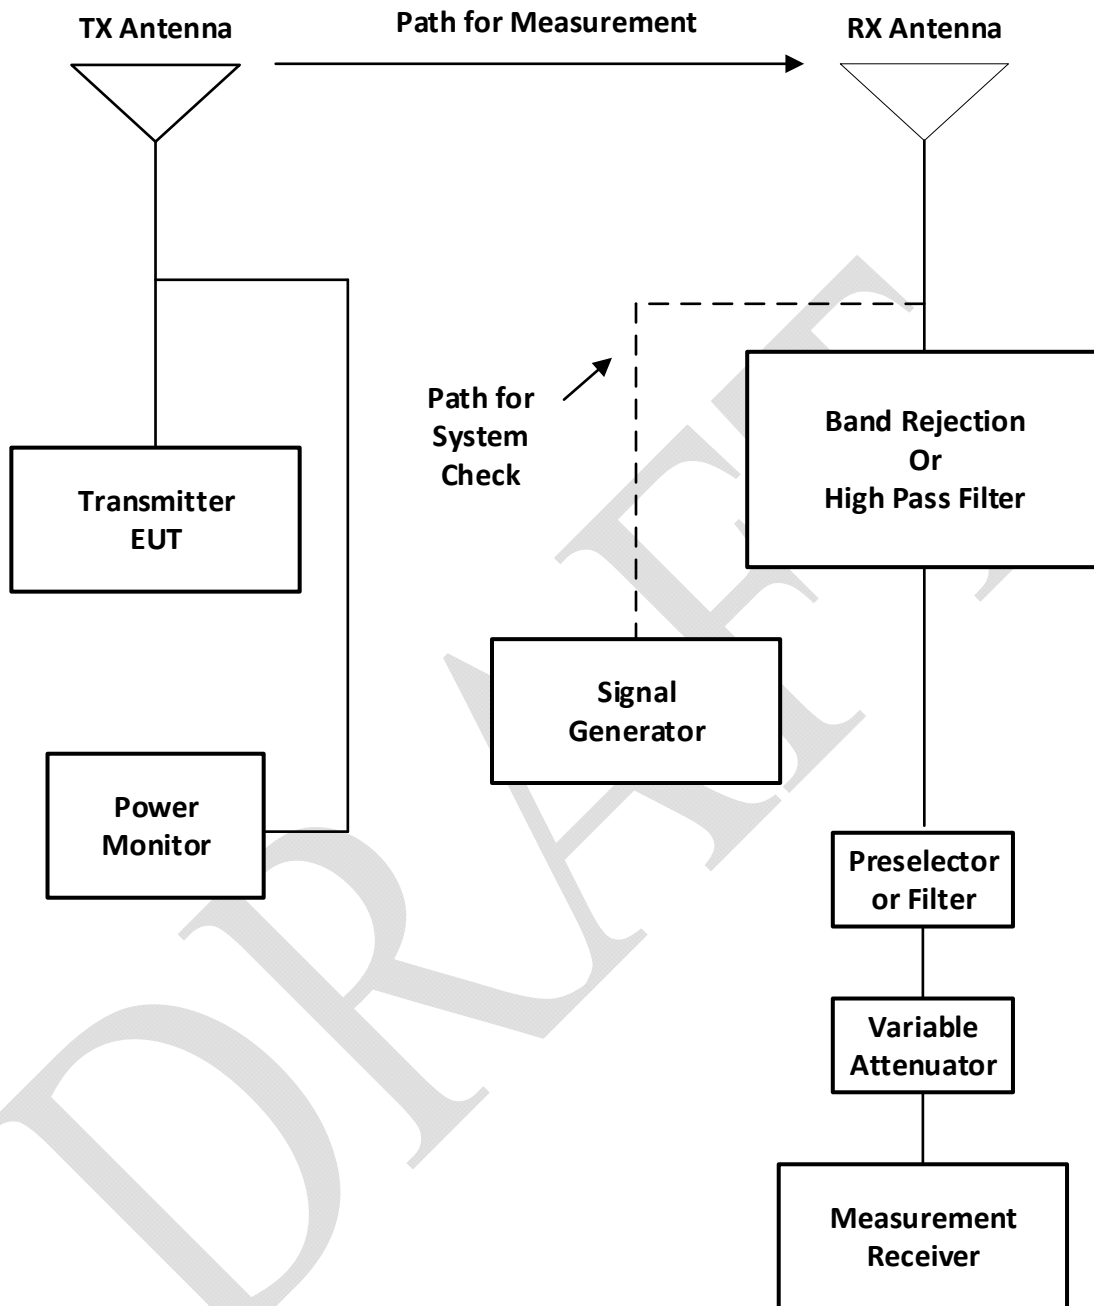 TX Antenna
Path for Measurement
RX Antenna
Path for
System
Check
Band Rejection
Or
High Pass Filter
Transmitter
EUT
Signal
Generator
Power
Monitor
Preselector
or Filter
Variable
Attenuator
Measurement
Receiver
DRAFT